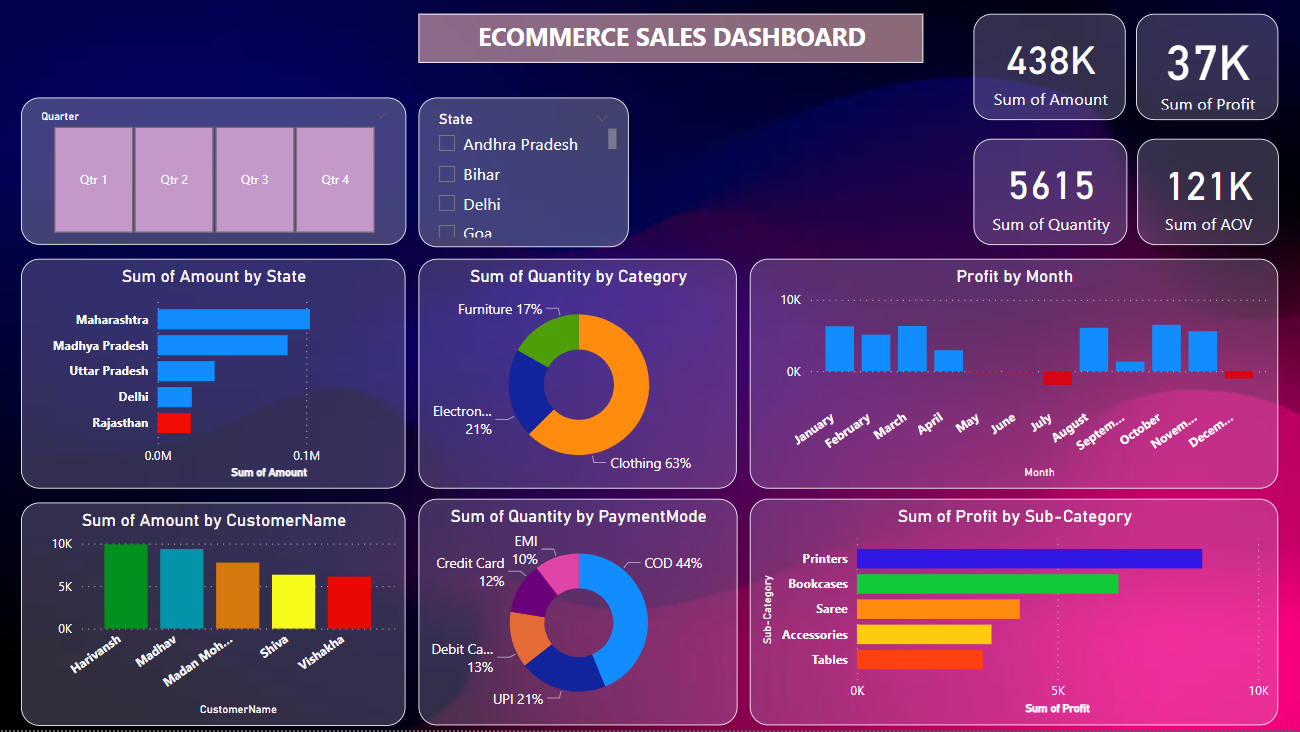 ECOMMERCE SALES DASHBOARD
438K
Sum of Amount
37K
Sum of Profit
Quarter
Qtr 1
Qtr 2
Qtr 3
Qtr 4
State
Andhra Pradesh
Bihar
Delhi
Goa
5615
Sum of Quantity
121K
Sum of AOV
Sum of Amount by State
Maharashtra
Madhya Pradesh
Uttar Pradesh
Delhi
Rajasthan
0.0M
0.1M
Sum of Amount
Sum of Quantity by Category
Furniture 17%
Electron...
21%
Clothing 63%
Profit by Month
10K
0K
January
February
March
April
May
June
July
August
Septem...
October
Novem...
Decem...
Month
Sum of Amount by CustomerName
10K
5K
0K
Harivansh
Madhav
Madan Moh...
Shiva
Vishakha
CustomerName
Sum of Quantity by PaymentMode
EMI
10%
Credit Card
12%
COD 44%
Debit Ca...
13%
UPI 21%
Sum of Profit by Sub-Category
Sub-Category
Printers
Bookcases
Saree
Accessories
Tables
0K
5K
10K
Sum of Profit